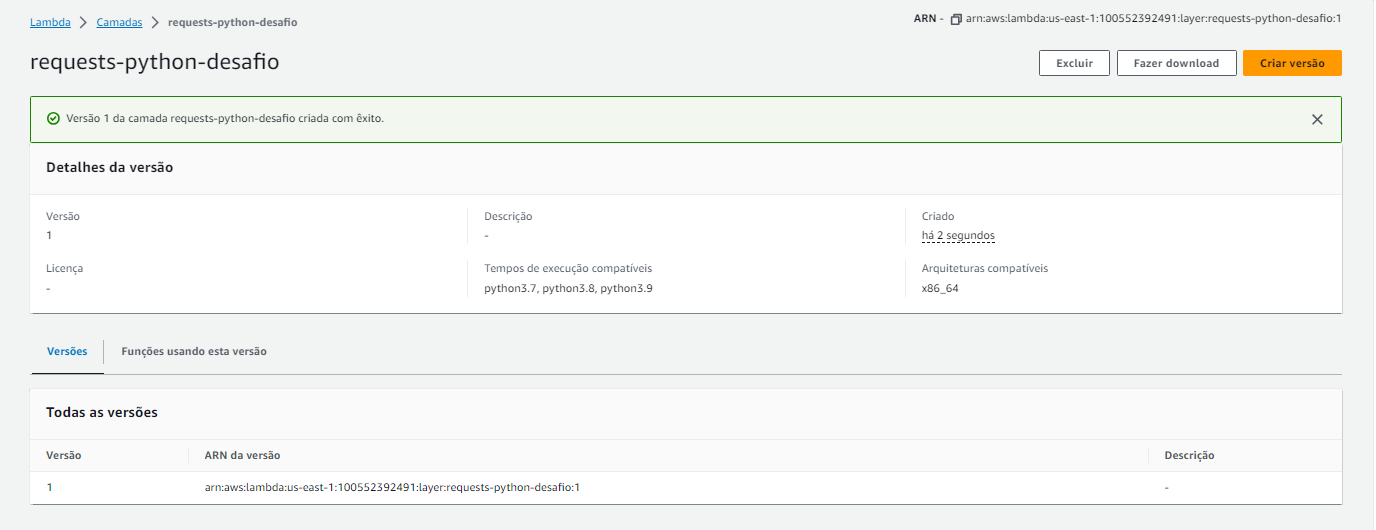 Lambda > Camadas > requests-python-desafio
ARN - arn:aws:lambda:us-east-1:100552392491:layer:requests-python-desafio:1
requests-python-desafio
Excluir
Fazer download
Criar versão
Versão 1 da camada requests-python-desafio criada com êxito.
Detalhes da versão
Versão
1
Descrição
-
Criado
há 2 segundos
Licença
-
Tempos de execução compatíveis
python3.7, python3.8, python3.9
Arquiteturas compatíveis
x86_64
Versões
Funções usando esta versão
Todas as versões
Versão ARN da versão Descrição
1 arn:aws:lambda:us-east-1:100552392491:layer:requests-python-desafio:1 -